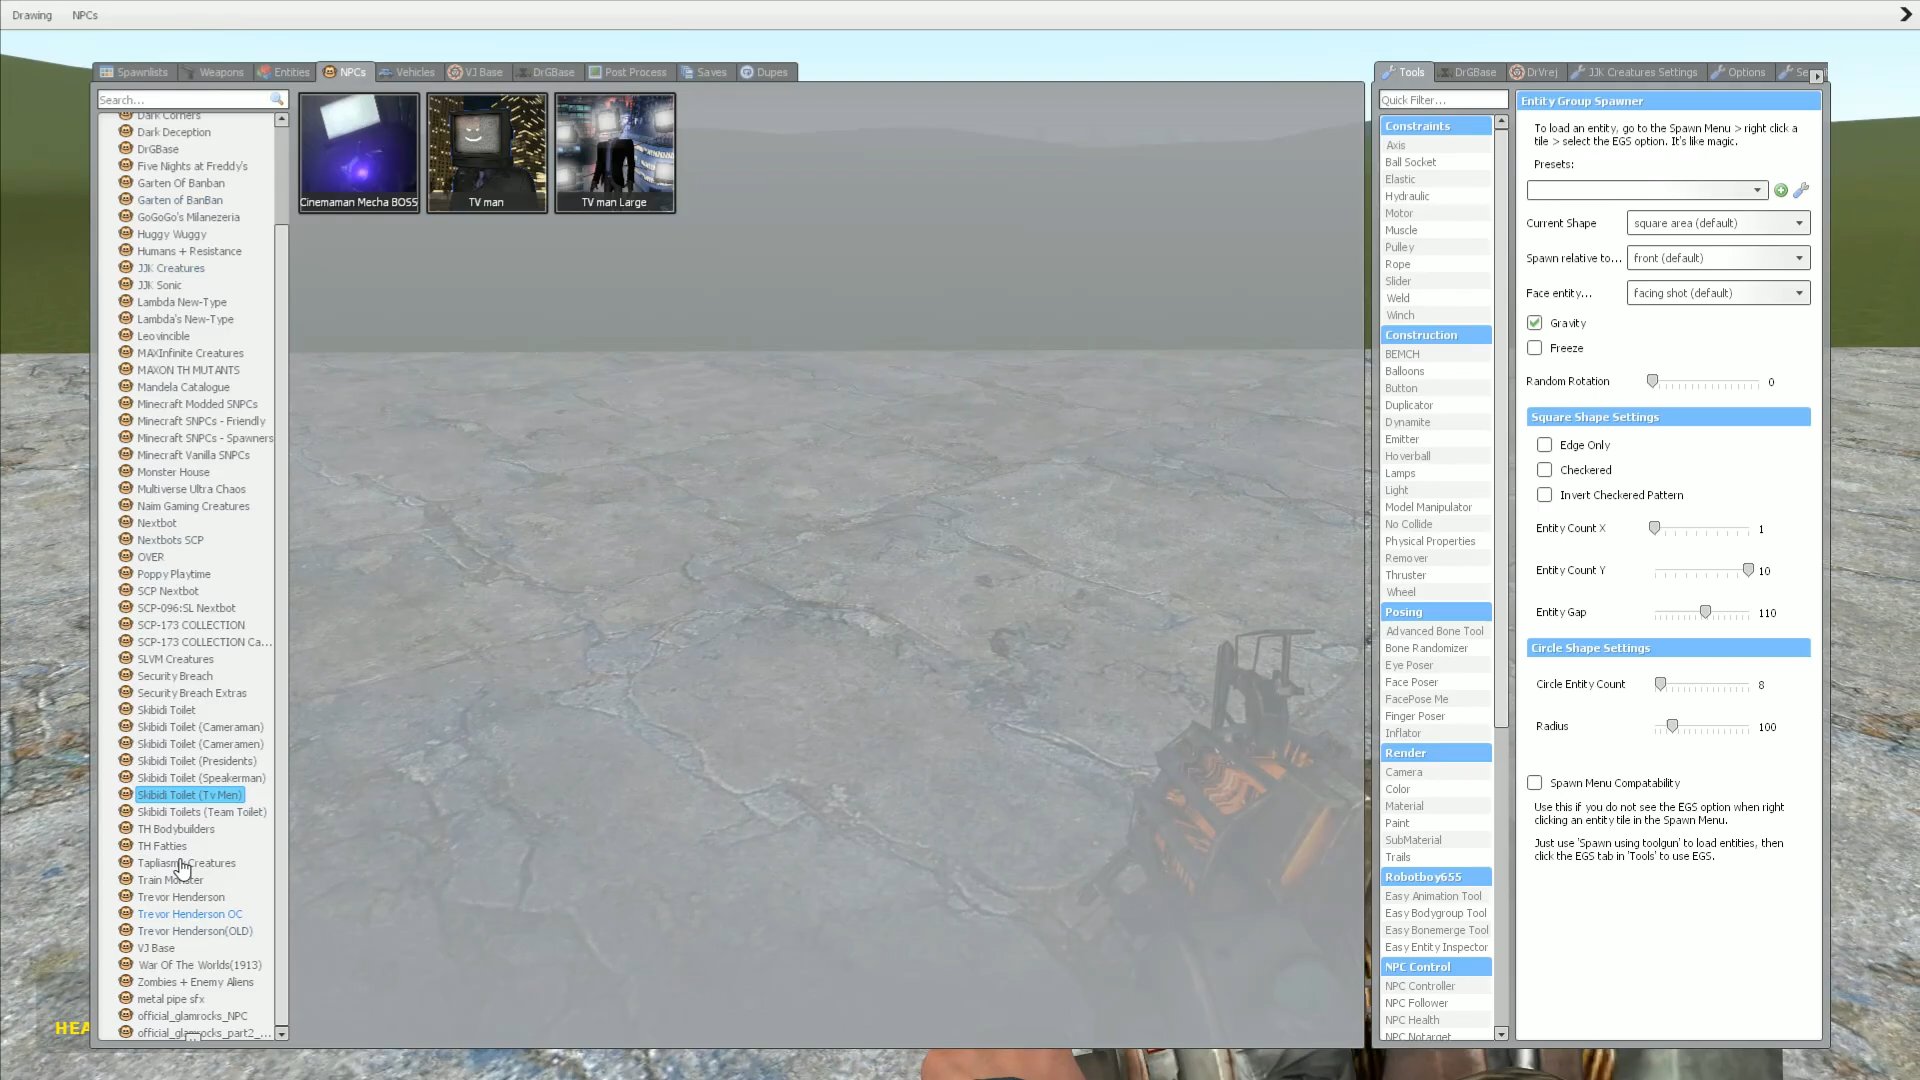 Drawing NPCs
Spawnlists Weapons Entities NPCs Vehicles VJ Base DrGBase Post Process Saves Dupes
Search...
Dark Corners
Dark Deception
DrGBase
Five Nights at Freddy's
Garten Of Banban
Garten of BanBan
GoGoGo's Milanezeria
Huggy Wuggy
Humans + Resistance
JJK Creatures
JJK Sonic
Lambda New-Type
Lambda's New-Type
Leovincible
MAXInfinite Creatures
MAXON TH MUTANTS
Mandela Catalogue
Minecraft Modded SNPCs
Minecraft SNPCs - Friendly
Minecraft SNPCs - Spawners
Minecraft Vanilla SNPCs
Monster House
Multiverse Ultra Chaos
Naim Gaming Creatures
Nextbot
Nextbots SCP
OVER
Poppy Playtime
SCP Nextbot
SCP-096:SL Nextbot
SCP-173 COLLECTION
SCP-173 COLLECTION Ca...
SLVM Creatures
Security Breach
Security Breach Extras
Skibidi Toilet
Skibidi Toilet (Cameraman)
Skibidi Toilet (Cameramen)
Skibidi Toilet (Presidents)
Skibidi Toilet (Speakerman)
Skibidi Toilet (Tv Men)
Skibidi Toilets (Team Toilet)
TH Bodybuilders
TH Fatties
Creatures
Train Monster
Trevor Henderson
Trevor Henderson OC
Trevor Henderson(OLD)
VJ Base
War Of The Worlds(1913)
Zombies + Enemy Aliens
metal pipe sfx
official_glamrocks_NPC
official_glamrocks_part2_...
Cinemaman Mecha BOSS
TV man
TV man Large
HEA
Tools DrGBase DrVrej JJK Creatures Settings Options
Quick Filter...
Constraints
Axis
Ball Socket
Elastic
Hydraulic
Motor
Muscle
Pulley
Rope
Slider
Weld
Winch
Construction
BEMCH
Balloons
Button
Duplicator
Dynamite
Emitter
Hoverball
Lamps
Light
Model Manipulator
No Collide
Physical Properties
Remover
Thruster
Wheel
Posing
Advanced Bone Tool
Bone Randomizer
Eye Poser
Face Poser
FacePose Me
Finger Poser
Inflator
Render
Camera
Color
Material
Paint
SubMaterial
Trails
Robotboy655
Easy Animation Tool
Easy Bodygroup Tool
Easy Bonemerge Tool
Easy Entity Inspector
NPC Control
NPC Controller
NPC Follower
NPC Health
NPC Notarget
Entity Group Spawner
To load an entity, go to the Spawn Menu > right click a
tile > select the EGS option. It's like magic.
Presets:
Current Shape square area (default)
Spawn relative to... front (default)
Face entity... facing shot (default)
Gravity
Freeze
Random Rotation 0
Square Shape Settings
Edge Only
Checkered
Invert Checkered Pattern
Entity Count X 1
Entity Count Y 10
Entity Gap 110
Circle Shape Settings
Circle Entity Count 8
Radius 100
Spawn Menu Compatability
Use this if you do not see the EGS option when right
clicking an entity tile in the Spawn Menu.
Just use 'Spawn using toolgun' to load entities, then
click the EGS tab in 'Tools' to use EGS.